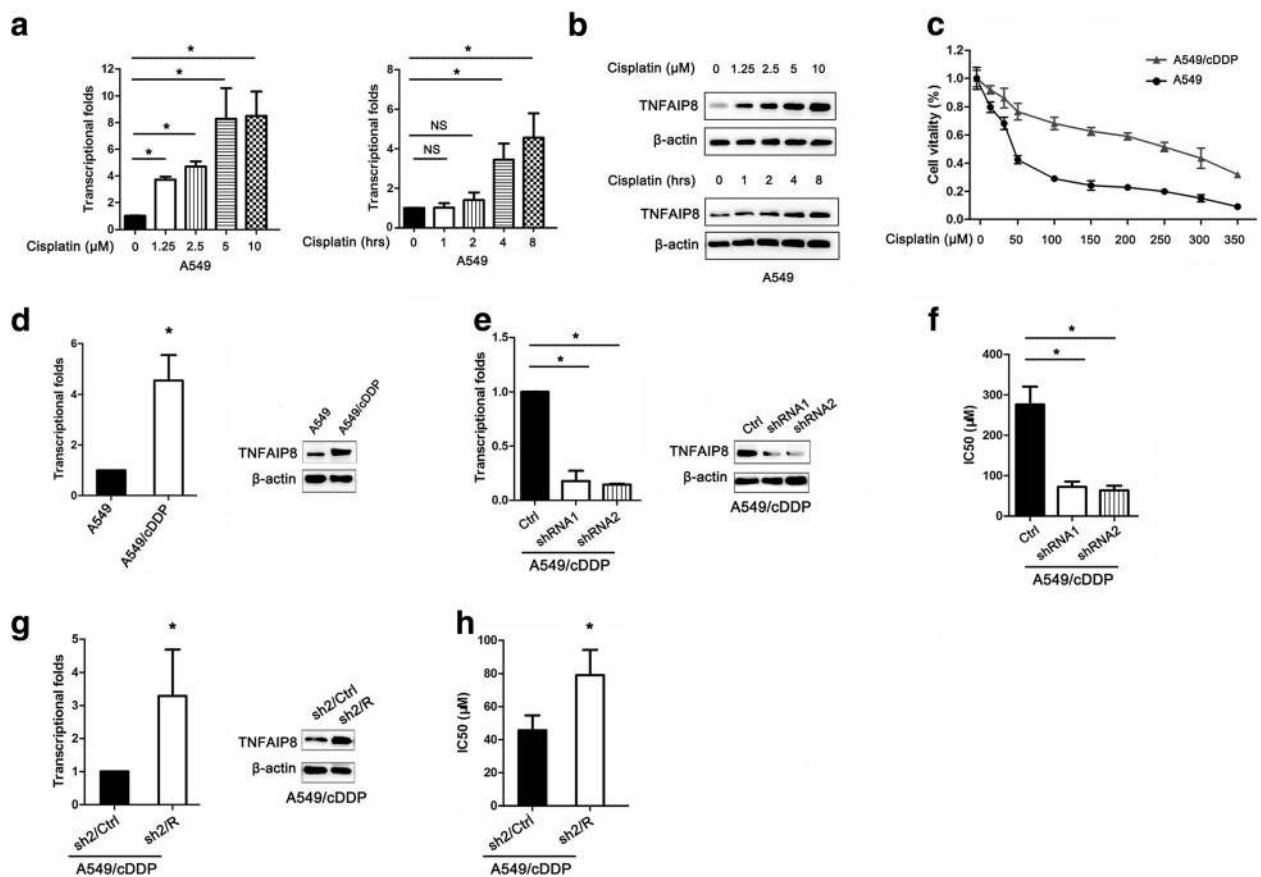 a
* * * *
Transcriptional folds
12 10 8 6 4 2 0
Cisplatin (μM) 0 1.25 2.5 5 10
A549
* * NS NS
Transcriptional folds
8 6 4 2 0
Cisplatin (hrs) 0 1 2 4 8
A549
b
Cisplatin (μM) 0 1.25 2.5 5 10
TNFAIP8
β-actin
Cisplatin (hrs) 0 1 2 4 8
TNFAIP8
β-actin
A549
c
A549/cDDP
A549
Cell vitality (%)
1.2 1.0 0.8 0.6 0.4 0.2 0.0
Cisplatin (μM) 0 50 100 150 200 250 300 350
d
*
Transcriptional folds
6 4 2 0
A549 A549/cDDP
A549 A549/cDDP
TNFAIP8
β-actin
e
* *
Transcriptional folds
1.5 1.0 0.5 0.0
Ctrl shRNA1 shRNA2
A549/cDDP
Ctrl shRNA1 shRNA2
TNFAIP8
β-actin
A549/cDDP
f
* *
IC50 (μM)
400 300 200 100 0
Ctrl shRNA1 shRNA2
A549/cDDP
g
*
Transcriptional folds
5 4 3 2 1 0
sh2/Ctrl sh2/R
A549/cDDP
sh2/Ctrl sh2/R
TNFAIP8
β-actin
A549/cDDP
h
*
IC50 (μM)
100 80 60 40 20 0
sh2/Ctrl sh2/R
A549/cDDP